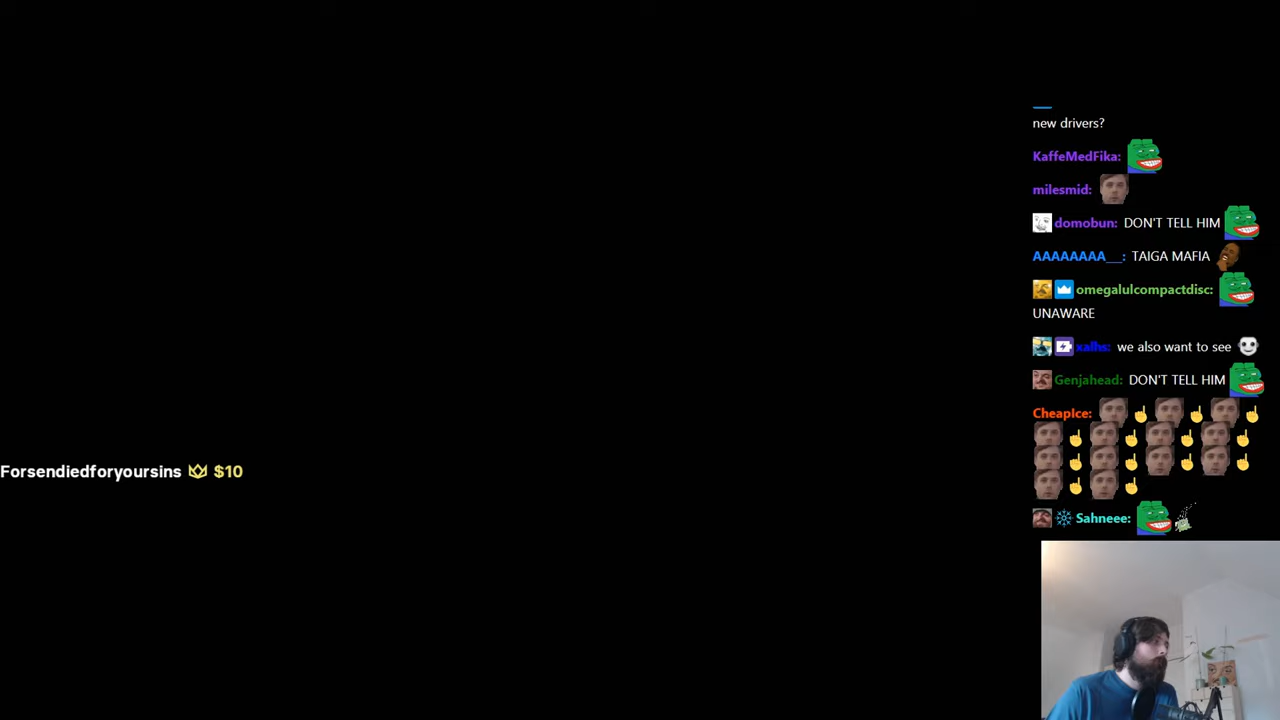 new drivers?
KaffeMedFika:
milesmid:
domobun: DON'T TELL HIM
AAAAAAAA__: TAIGA MAFIA
omegalulcompactdisc:
UNAWARE
xalhs: we also want to see
Genjahead: DON'T TELL HIM
CheapIce:
Forsendiedforyoursins $10
Sahneee: